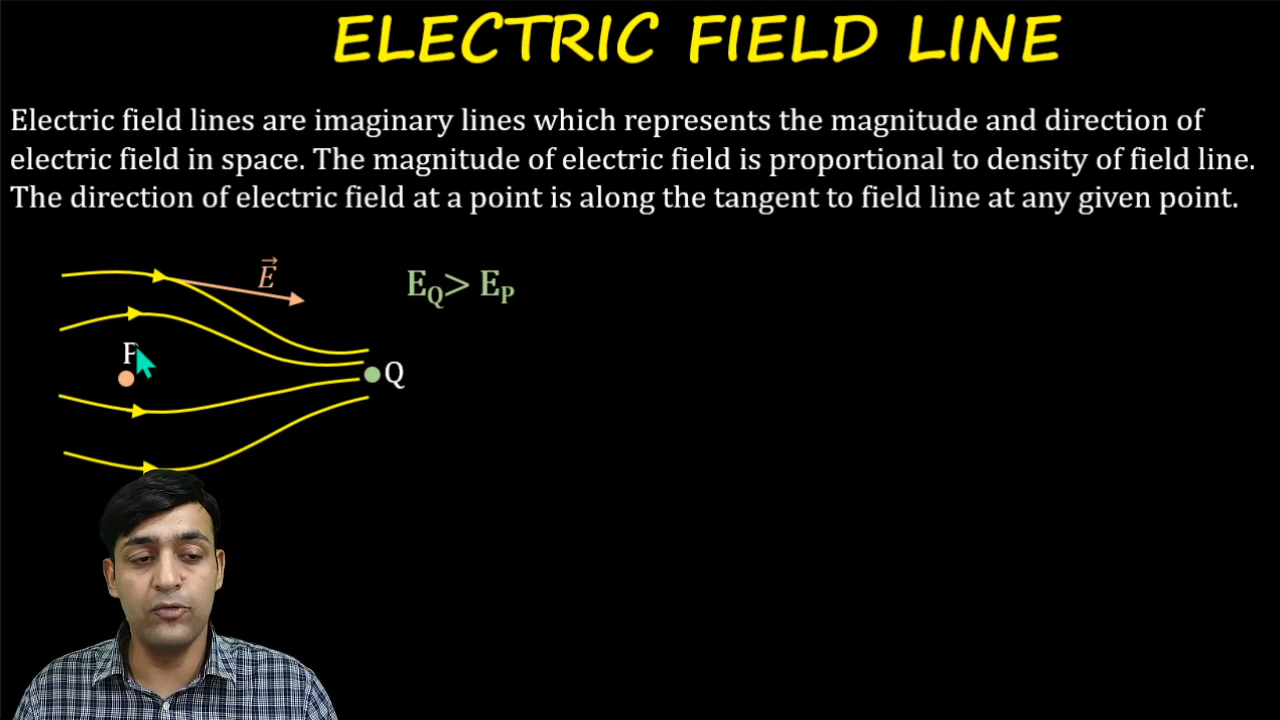 ELECTRIC FIELD LINE
Electric field lines are imaginary lines which represents the magnitude and direction of
electric field in space. The magnitude of electric field is proportional to density of field line.
The direction of electric field at a point is along the tangent to field line at any given point.
E⃗
E_Q> E_P
P
Q